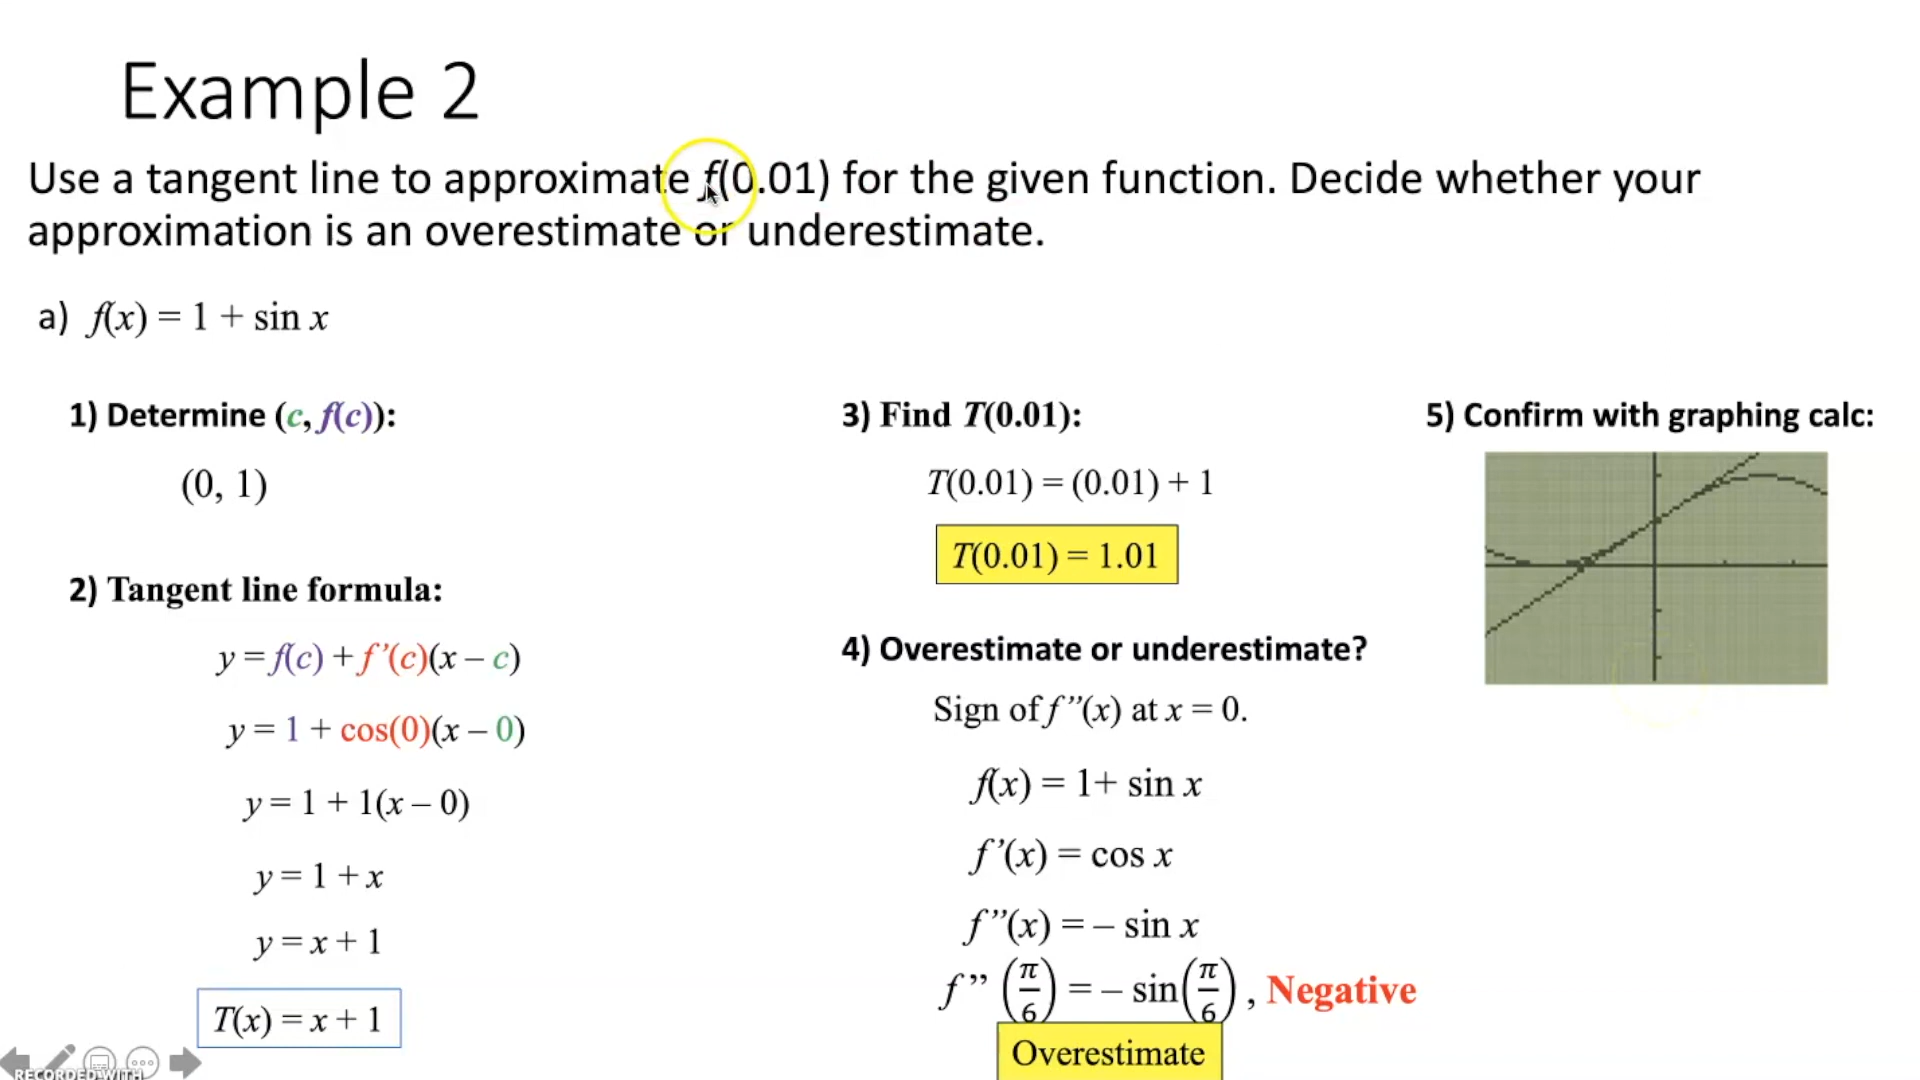 Example 2
Use a tangent line to approximate f(0.01) for the given function. Decide whether your
approximation is an overestimate or underestimate.
a) f(x) = 1 + sin x
1) Determine (c, f(c)):
(0, 1)
2) Tangent line formula:
y = f(c) + f’(c)(x – c)
y = 1 + cos(0)(x – 0)
y = 1 + 1(x – 0)
y = 1 + x
y = x + 1
T(x) = x + 1
3) Find T(0.01):
T(0.01) = (0.01) + 1
T(0.01) = 1.01
4) Overestimate or underestimate?
Sign of f”(x) at x = 0.
f(x) = 1+ sin x
f’(x) = cos x
f”(x) = – sin x
f” (π/6) = – sin(π/6) , Negative
Overestimate
5) Confirm with graphing calc:
RECORDED WITH